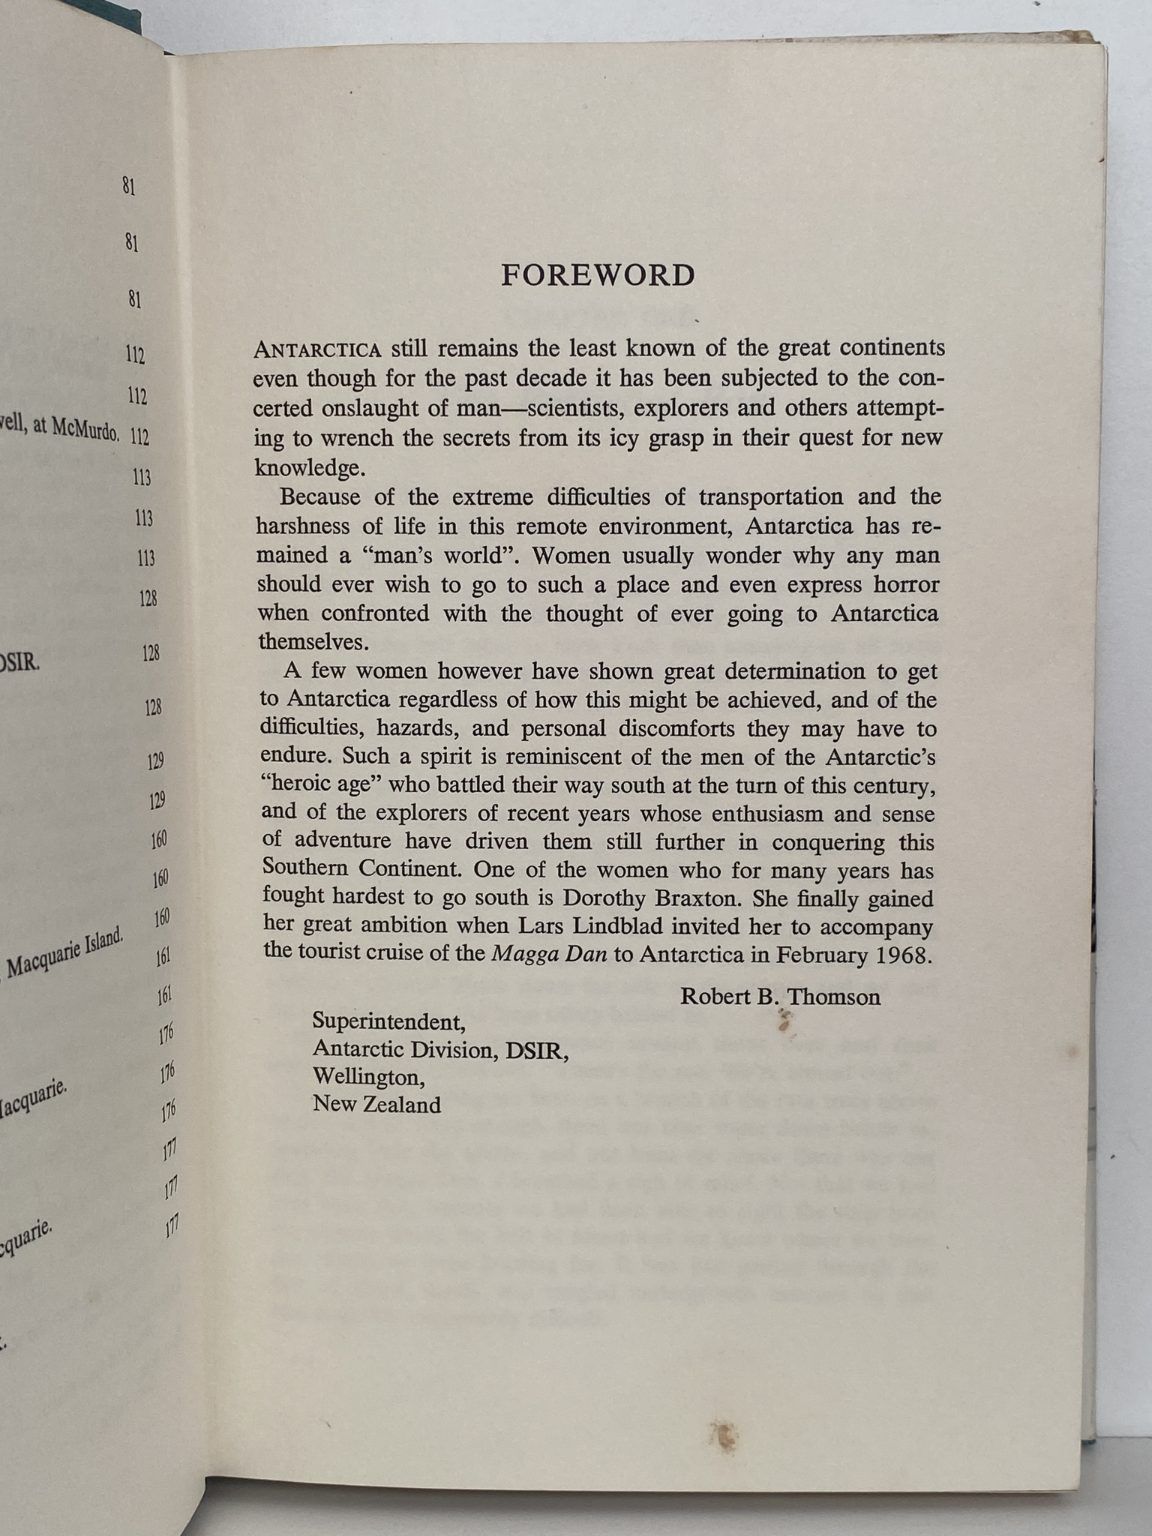 81
81
81
112
112
well, at McMurdo. 112
113
113
113
128
DSIR. 128
128
129
129
160
160
160
Macquarie Island. 161
161
176
Macquarie. 176
176
177
177
cquarie. 177
FOREWORD
ANTARCTICA still remains the least known of the great continents
even though for the past decade it has been subjected to the con-
certed onslaught of man—scientists, explorers and others attempt-
ing to wrench the secrets from its icy grasp in their quest for new
knowledge.
Because of the extreme difficulties of transportation and the
harshness of life in this remote environment, Antarctica has re-
mained a “man’s world”. Women usually wonder why any man
should ever wish to go to such a place and even express horror
when confronted with the thought of ever going to Antarctica
themselves.
A few women however have shown great determination to get
to Antarctica regardless of how this might be achieved, and of the
difficulties, hazards, and personal discomforts they may have to
endure. Such a spirit is reminiscent of the men of the Antarctic’s
“heroic age” who battled their way south at the turn of this century,
and of the explorers of recent years whose enthusiasm and sense
of adventure have driven them still further in conquering this
Southern Continent. One of the women who for many years has
fought hardest to go south is Dorothy Braxton. She finally gained
her great ambition when Lars Lindblad invited her to accompany
the tourist cruise of the Magga Dan to Antarctica in February 1968.
Robert B. Thomson
Superintendent,
Antarctic Division, DSIR,
Wellington,
New Zealand